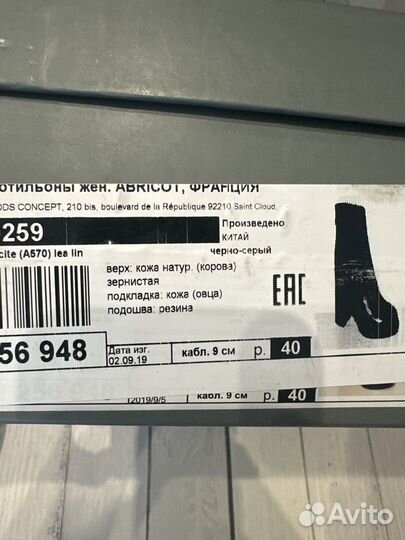 отильоны жен. ABRICOT, ФРАНЦИЯ
ODS CONCEPT, 210 bis, boulevard de la République 92210 Saint Cloud,
259
Произведено
КИТАЙ
cite (A570) lea lin
черно-серый
верх: кожа натур. (корова)
зернистая
подкладка: кожа (овца)
подошва: резина
EAC
56 948
Дата изг.
02.09.19
кабл. 9 см
р. 40
12019/9/5
кабл. 9 см
р. 40
Avito